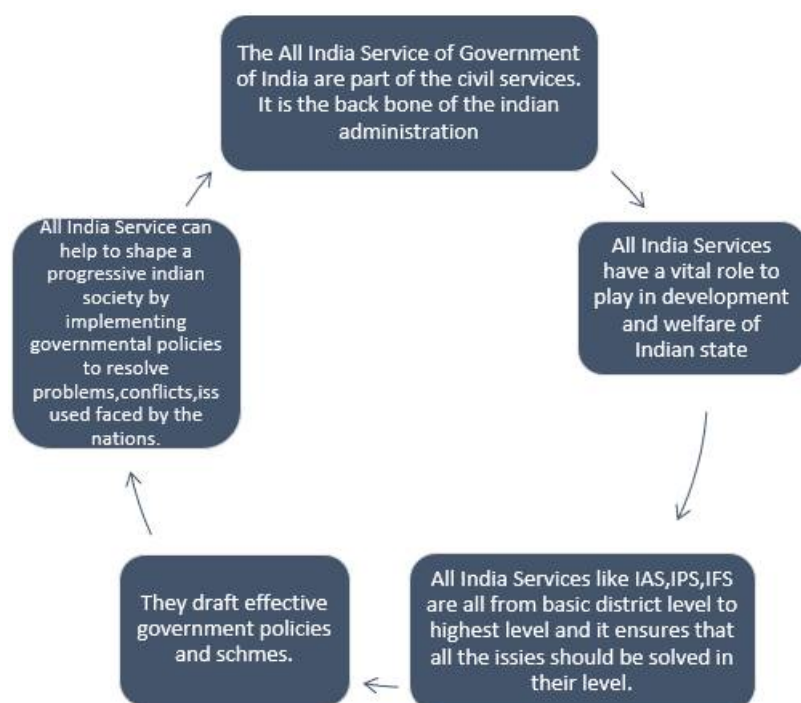 The All India Service of Government
of India are part of the civil services.
It is the back bone of the indian
administration
All India Services
have a vital role to
play in development
and welfare of
Indian state
All India Services like IAS,IPS,IFS
are all from basic district level to
highest level and it ensures that
all the issies should be solved in
their level.
They draft effective
government policies
and schmes.
All India Service can
help to shape a
progressive indian
society by
implementing
governmental policies
to resolve
problems,conflicts,iss
used faced by the
nations.